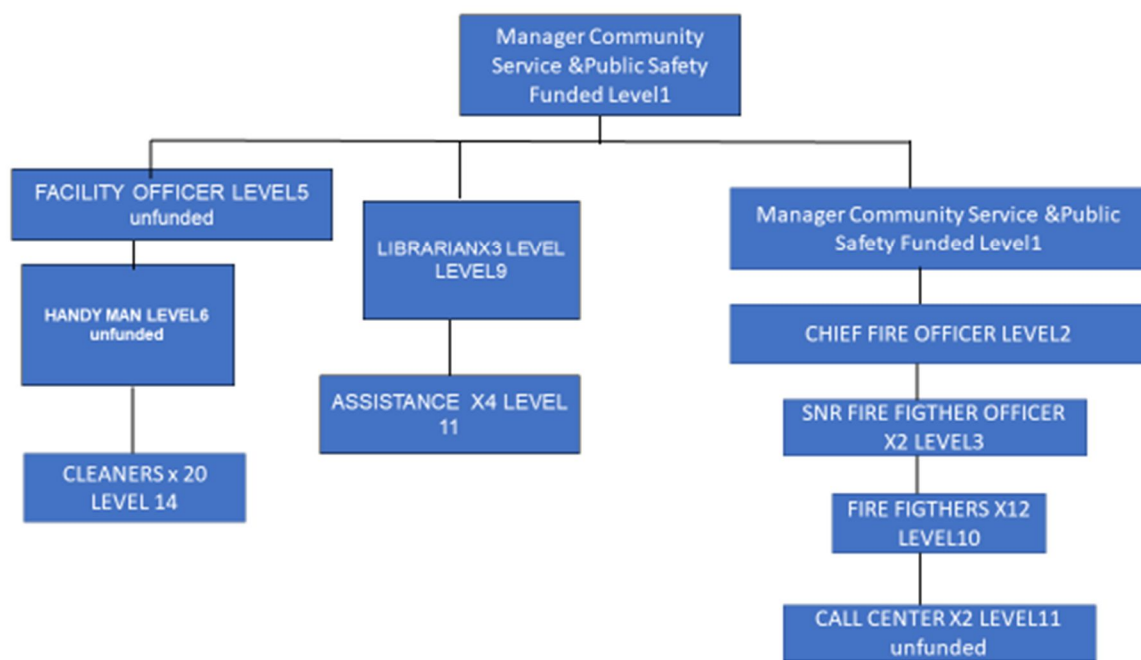 Manager Community
Service &Public Safety
Funded Level1
FACILITY OFFICER LEVEL5
unfunded
HANDY MAN LEVEL6
unfunded
CLEANERS x 20
LEVEL 14
LIBRARIANX3 LEVEL
LEVEL9
ASSISTANCE X4 LEVEL
11
Manager Community Service &Public
Safety Funded Level1
CHIEF FIRE OFFICER LEVEL2
SNR FIRE FIGTHER OFFICER
X2 LEVEL3
FIRE FIGTHERS X12
LEVEL10
CALL CENTER X2 LEVEL11
unfunded